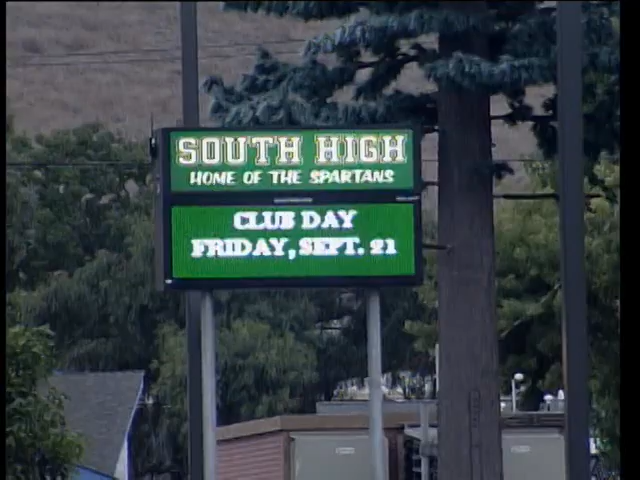 SOUTH HIGH
HOME OF THE SPARTANS
CLUB DAY
FRIDAY, SEPT. 21